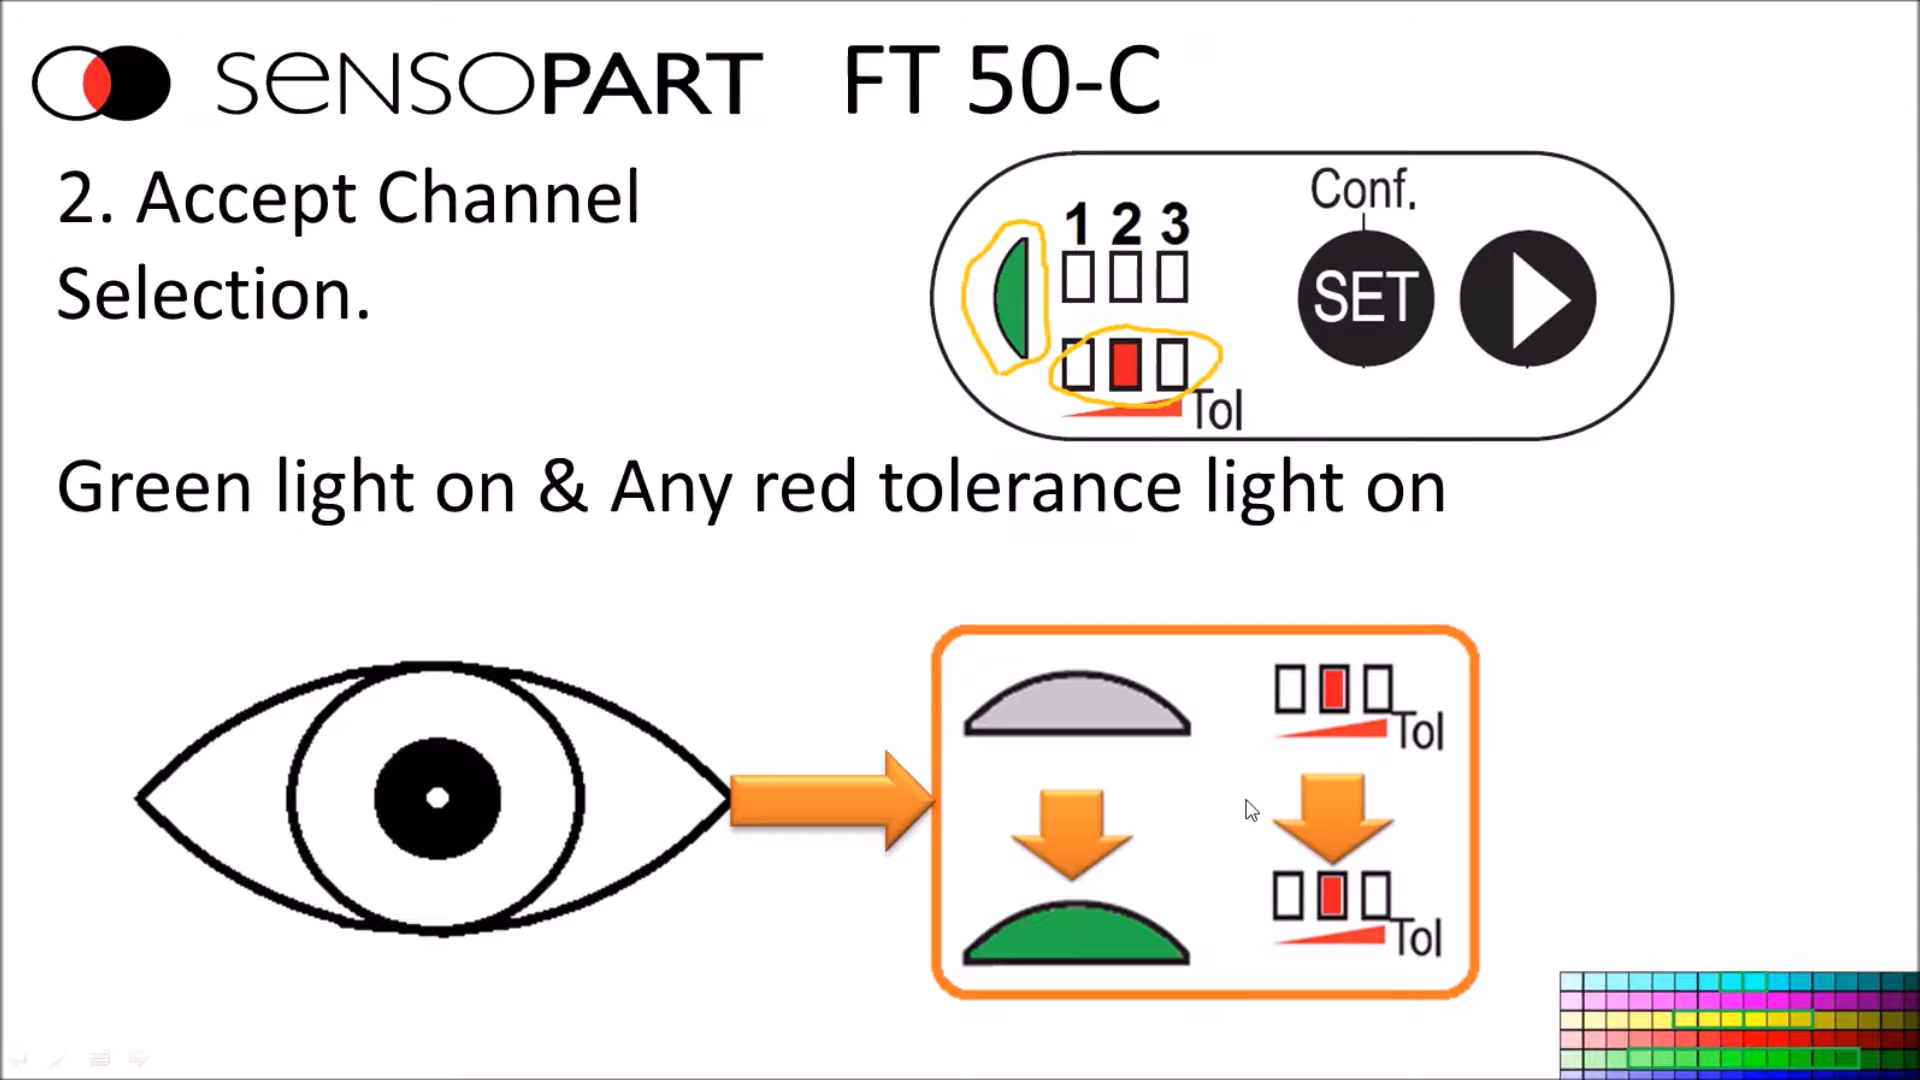 SENSOPART FT 50-C
2. Accept Channel
Selection.
Conf.
1 2 3
SET
Tol
Green light on & Any red tolerance light on
Tol
Tol